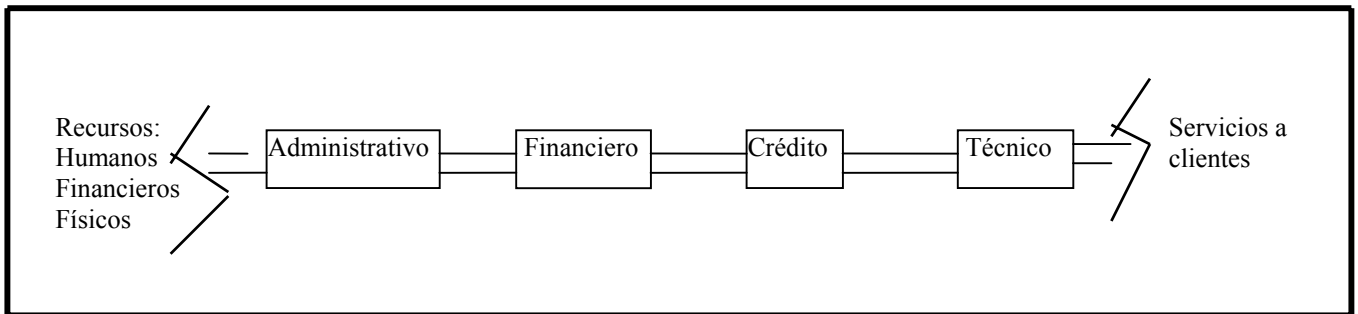 Recursos:
Humanos
Financieros
Físicos
Administrativo
Financiero
Crédito
Técnico
Servicios a
clientes